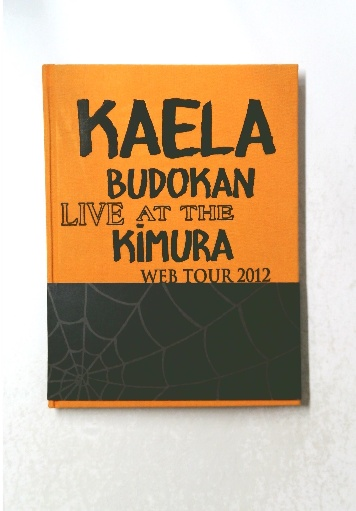 KAELA
BUDOKAN
LIVE AT THE
KiMURA
WEB TOUR 2012